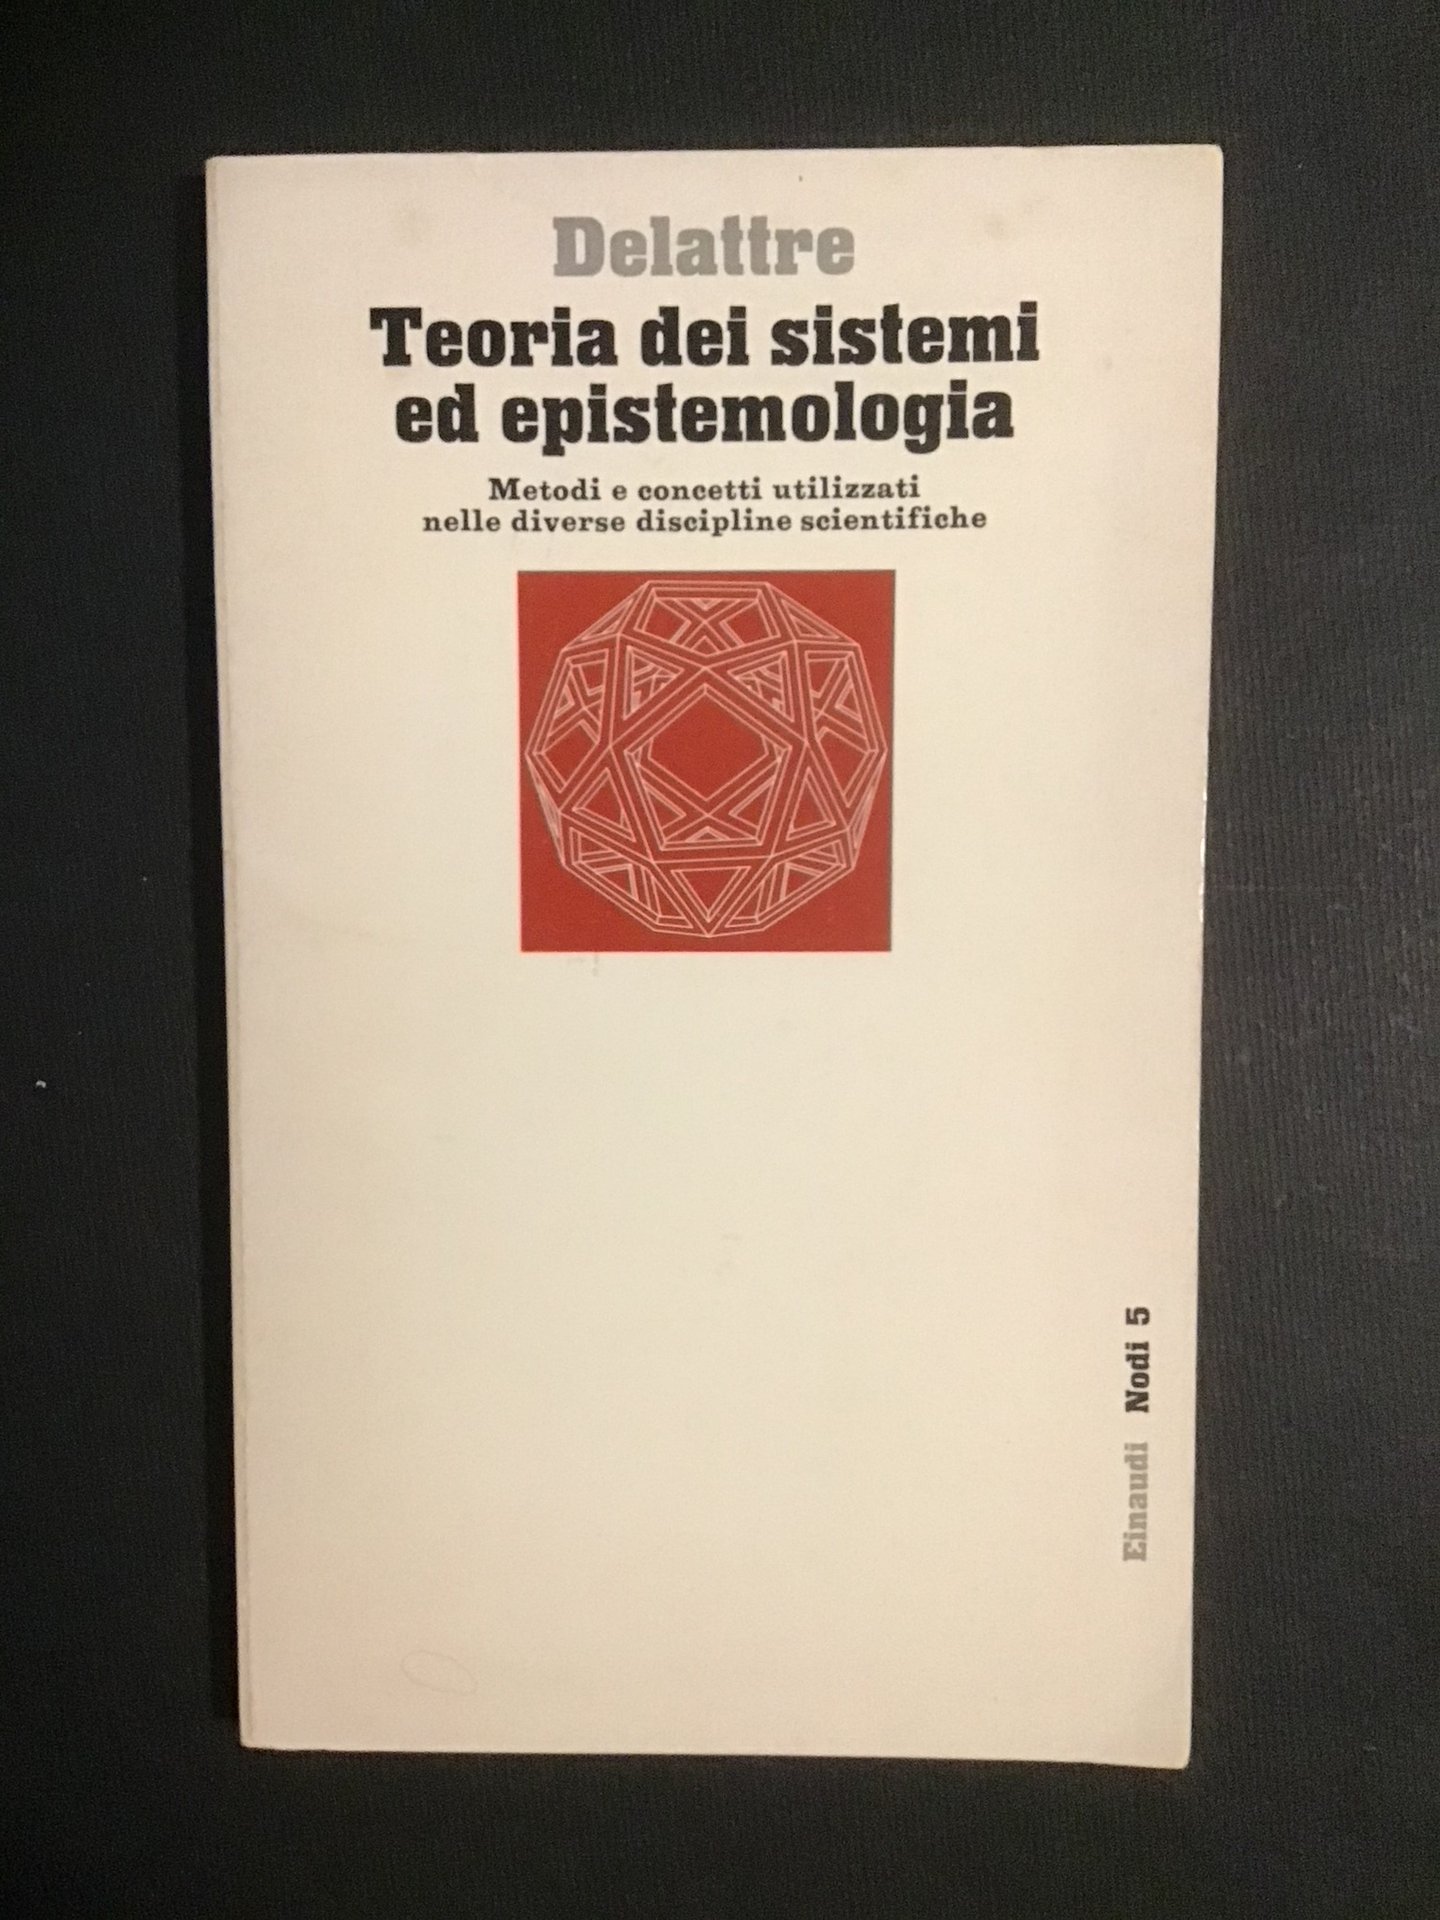 Delattre
Teoria dei sistemi
ed epistemologia
Metodi e concetti utilizzati
nelle diverse discipline scientifiche
Einaudi Nodi 5